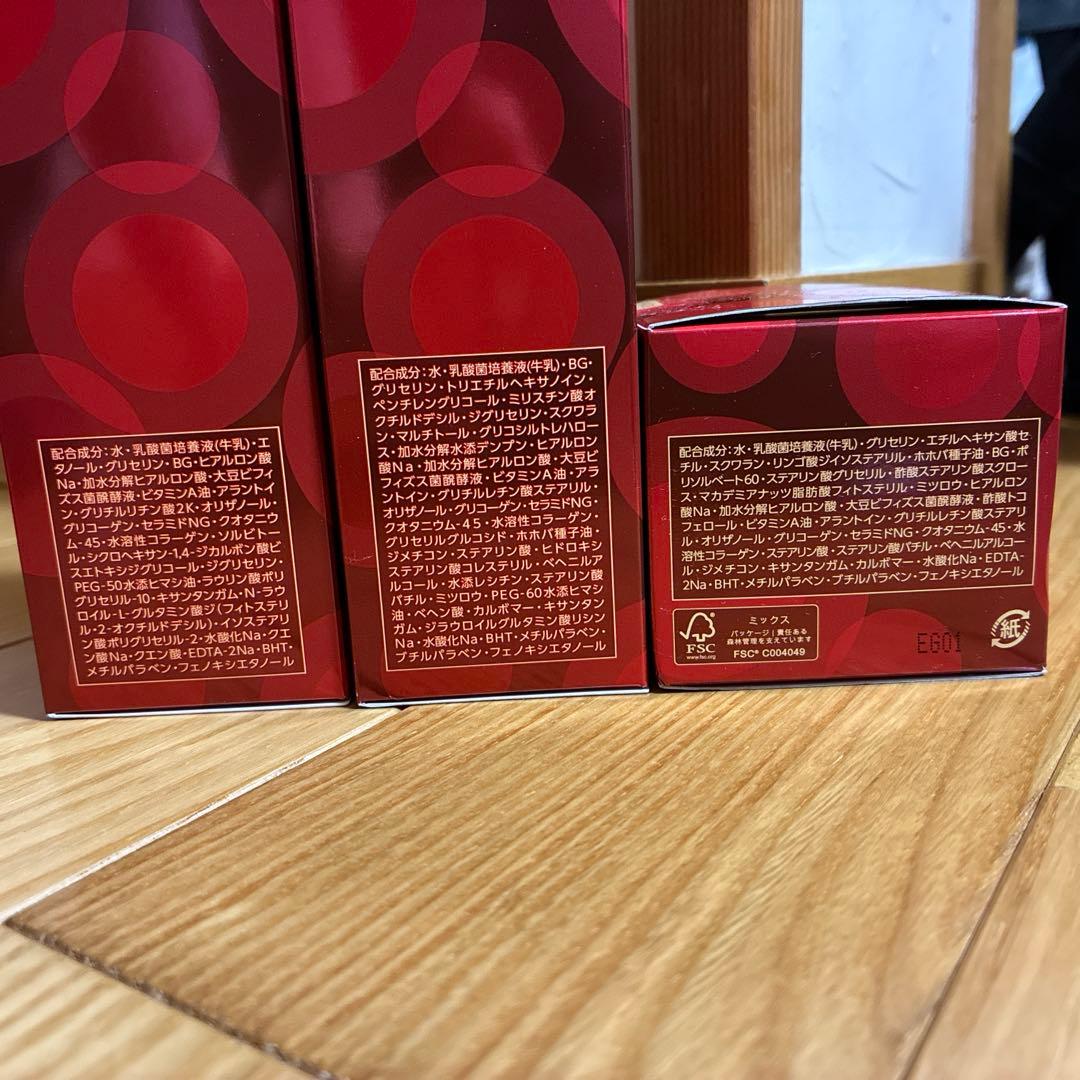 配合成分：水・乳酸菌培養液(牛乳)・エ
タノール・グリセリン・BG・ヒアルロン酸
Na・加水分解ヒアルロン酸・大豆ビフィ
ズス菌醗酵液・ビタミンA油・アラントイ
ン・グリチルリチン酸2K・オリザノール・
グリコーゲン・セラミドNG・クオタニウ
ム-45・水溶性コラーゲン・ソルビトー
ル・シクロヘキサン-1,4-ジカルボン酸ビ
スエトキシジグリコール・ジグリセリン・
PEG-50水添ヒマシ油・ラウリン酸ポリ
グリセリル-10・キサンタンガム・N-ラウ
ロイル-L-グルタミン酸ジ(フィトステリ
ル・2-オクチルドデシル)・イソステアリ
ン酸ポリグリセリル-2・水酸化Na・クエ
ン酸Na・クエン酸・EDTA-2Na・BHT・
メチルパラベン・フェノキシエタノール
配合成分：水・乳酸菌培養液(牛乳)・BG・
グリセリン・トリエチルヘキサノイン・
ペンチレングリコール・ミリスチン酸オ
クチルドデシル・ジグリセリン・スクワラ
ン・マルチトール・グリコシルトレハロー
ス・加水分解水添デンプン・ヒアルロン
酸Na・加水分解ヒアルロン酸・大豆ビ
フィズス菌醗酵液・ビタミンA油・アラ
ントイン・グリチルレチン酸ステアリル・
オリザノール・グリコーゲン・セラミドNG・
クオタニウム-45・水溶性コラーゲン・
グリセリルグルコシド・ホホバ種子油・
ジメチコン・ステアリン酸・ヒドロキシ
ステアリン酸コレステリル・ベヘニルア
ルコール・水添レシチン・ステアリン酸
バチル・ミツロウ・PEG-60水添ヒマシ
油・ベヘン酸・カルボマー・キサンタン
ガム・ジラウロイルグルタミン酸リシン
Na・水酸化Na・BHT・メチルパラベン・
ブチルパラベン・フェノキシエタノール
配合成分：水・乳酸菌培養液(牛乳)・グリセリン・エチルヘキサン酸セ
チル・スクワラン・リンゴ酸ジイソステアリル・ホホバ種子油・BG・ポ
リソルベート60・ステアリン酸グリセリル・酢酸ステアリン酸スクロー
ス・マカデミアナッツ脂肪酸フィトステリル・ミツロウ・ヒアルロン
酸Na・加水分解ヒアルロン酸・大豆ビフィズス菌醗酵液・酢酸トコ
フェロール・ビタミンA油・アラントイン・グリチルレチン酸ステアリ
ル・オリザノール・グリコーゲン・セラミドNG・クオタニウム-45・水
溶性コラーゲン・ステアリン酸・ステアリン酸バチル・ベヘニルアルコー
ル・ジメチコン・キサンタンガム・カルボマー・水酸化Na・EDTA-
2Na・BHT・メチルパラベン・ブチルパラベン・フェノキシエタノール
FSC
www.fsc.org
ミックス
パッケージ|責任ある
森林管理を支えています
FSC® C004049
E601
紙